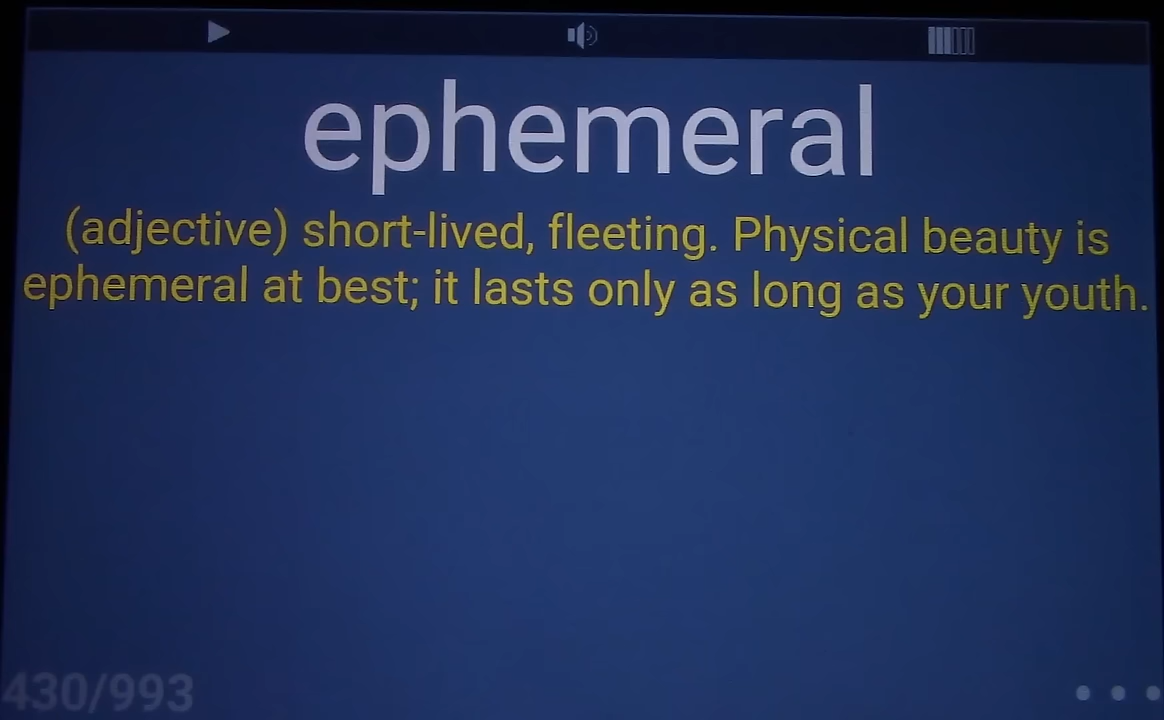 ephemeral
(adjective) short-lived, fleeting. Physical beauty is
ephemeral at best; it lasts only as long as your youth.
430/993